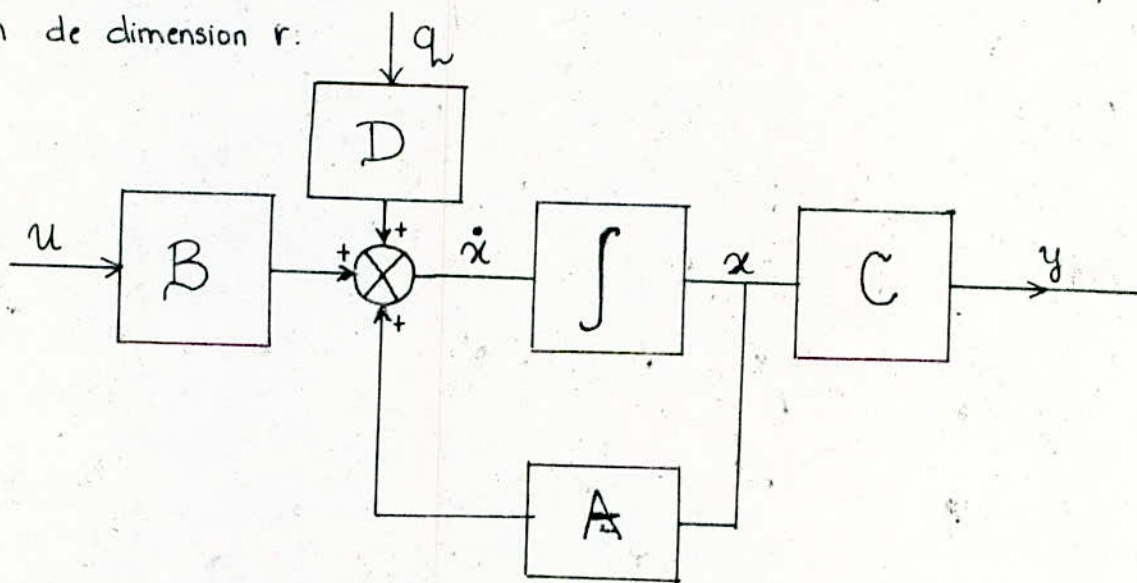 de dimension r:
q
D
u
B
+
+
+
ẋ
∫
x
C
y
A